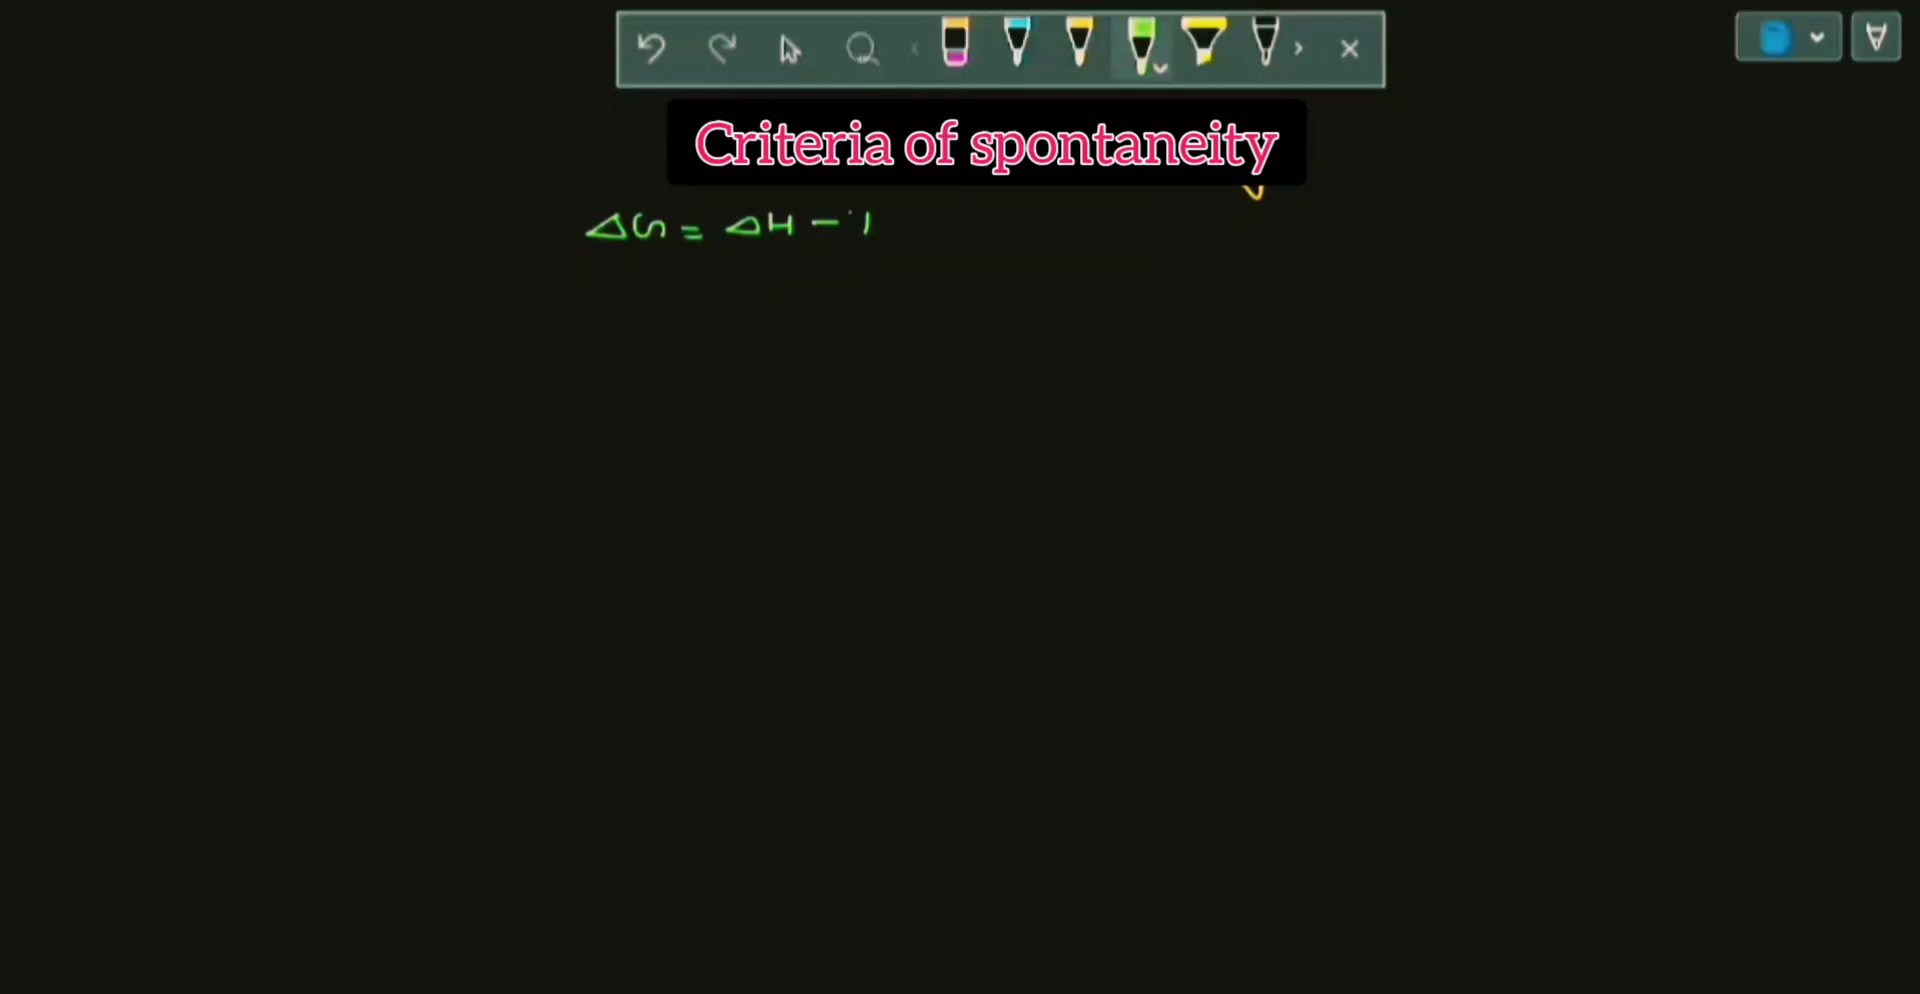 Criteria of spontaneity
ΔG = ΔH -